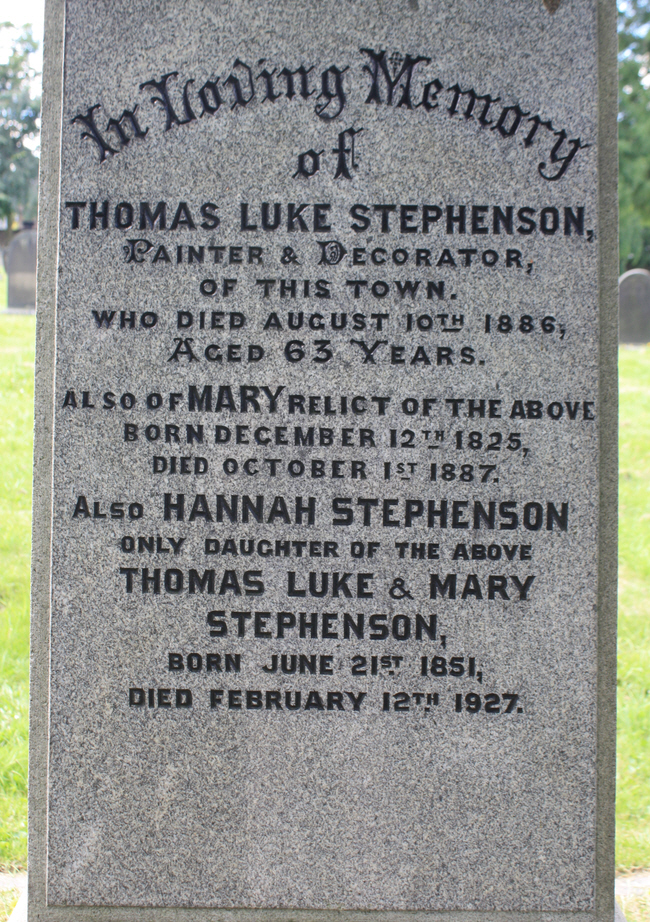 In Loving Memory
of
THOMAS LUKE STEPHENSON,
PAINTER & DECORATOR,
OF THIS TOWN.
WHO DIED AUGUST 10TH 1886,
AGED 63 YEARS.
ALSO OF MARY RELICT OF THE ABOVE
BORN DECEMBER 12TH 1825,
DIED OCTOBER 1ST 1887.
ALSO HANNAH STEPHENSON
ONLY DAUGHTER OF THE ABOVE
THOMAS LUKE & MARY
STEPHENSON,
BORN JUNE 21ST 1851,
DIED FEBRUARY 12TH 1927.